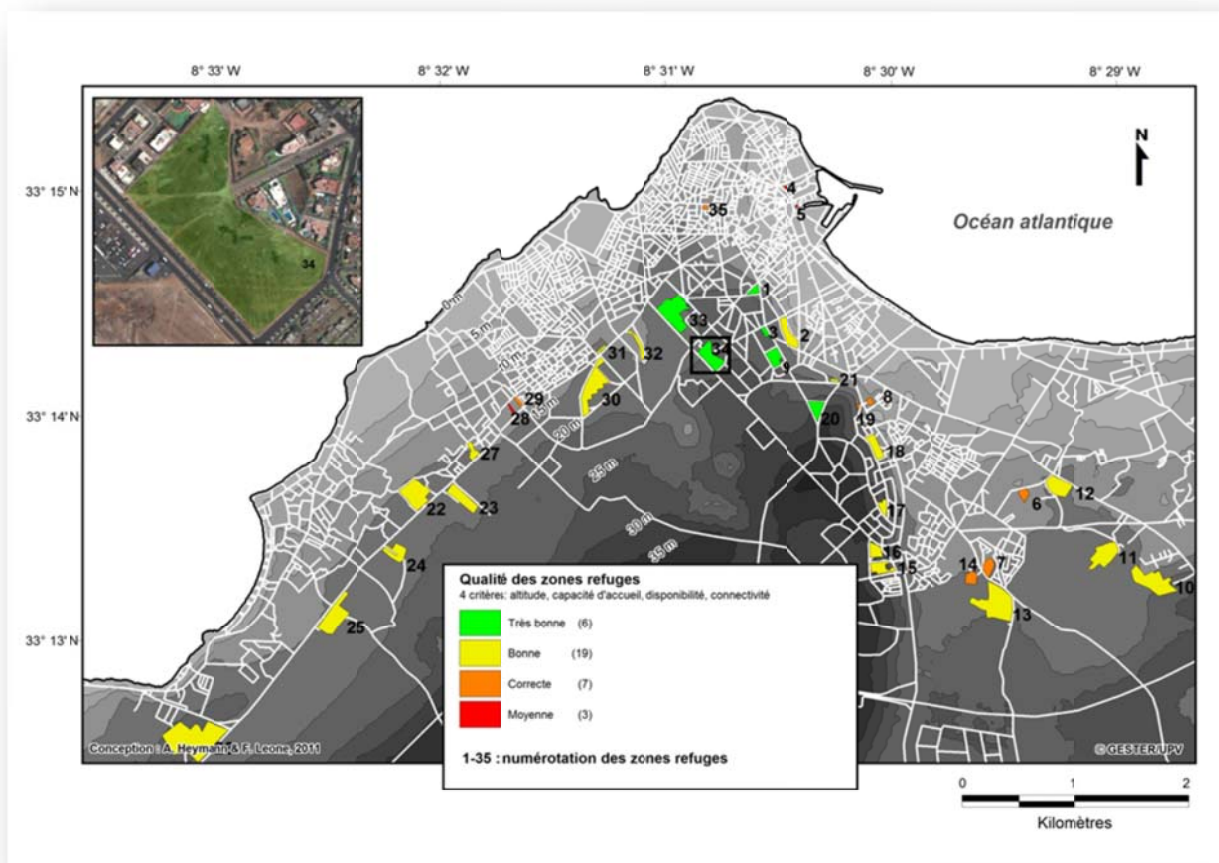 8° 33' W 8° 32' W 8° 31' W 8° 30' W 8° 29' W
N
33° 15' N
33° 14' N
33° 13' N
Océan atlantique
34
4
35
5
1
33
3
2
34
9
31
32
21
30
29
28
20
8
19
27
18
22
23
12
6
17
24
16
11
15
14
7
10
25
13
0 m
5 m
15 m
20 m
25 m
30 m
35 m
Qualité des zones refuges
4 critères: altitude, capacité d'accueil, disponibilité, connectivité
Très bonne (6)
Bonne (19)
Correcte (7)
Moyenne (3)
1-35 : numérotation des zones refuges
Conception : A. Heymann & F. Leone, 2011
© GESTER/UPV
0 1 2
Kilomètres